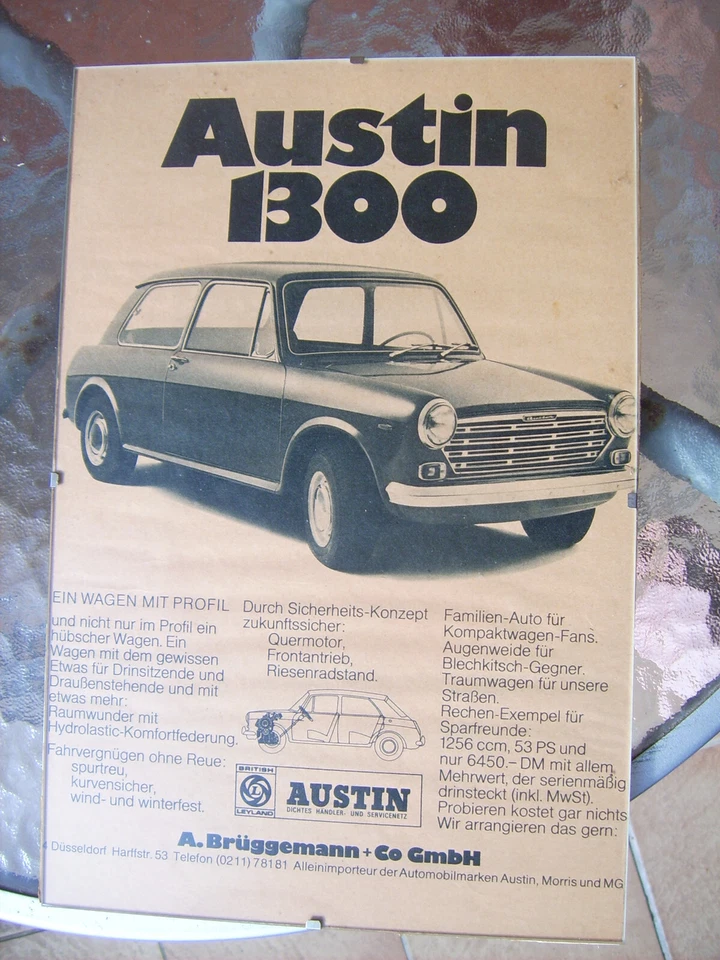 Austin
1300
EIN WAGEN MIT PROFIL
und nicht nur im Profil ein
hübscher Wagen. Ein
Wagen mit dem gewissen
Etwas für Drinsitzende und
Draußenstehende und mit
etwas mehr:
Raumwunder mit
Hydrolastic-Komfortfederung.
Fahrvergnügen ohne Reue:
spurtreu,
kurvensicher,
wind- und winterfest.
Durch Sicherheits-Konzept
zukunftssicher:
Quermotor,
Frontantrieb,
Riesenradstand.
BRITISH
LEYLAND
AUSTIN
DICHTES HÄNDLER- UND SERVICENETZ
Familien-Auto für
Kompaktwagen-Fans.
Augenweide für
Blechkitsch-Gegner.
Traumwagen für unsere
Straßen.
Rechen-Exempel für
Sparfreunde:
1256 ccm, 53 PS und
nur 6450.– DM mit allem
Mehrwert, der serienmäßig
drinsteckt (inkl. MwSt).
Probieren kostet gar nichts
Wir arrangieren das gern:
A. Brüggemann + Co GmbH
4 Düsseldorf Harffstr. 53 Telefon (0211) 78181 Alleinimporteur der Automobilmarken Austin, Morris und MG